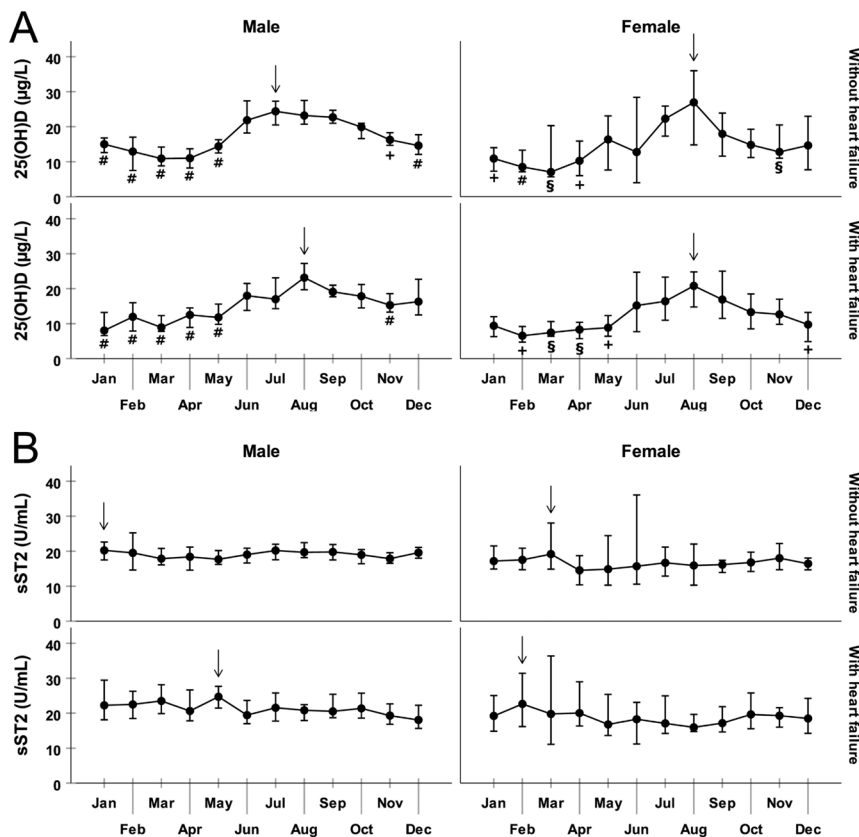 A
Male
Female
40
30
20
10
0
25(OH)D (µg/L)
# # # # # + #
+ # § + §
Without heart failure
40
30
20
10
0
25(OH)D (µg/L)
# # # # # #
+ § § + +
With heart failure
Jan Mar May Jul Sep Nov Jan Mar May Jul Sep Nov
Feb Apr Jun Aug Oct Dec Feb Apr Jun Aug Oct Dec
B
Male
Female
40
30
20
10
0
sST2 (U/mL)
Without heart failure
40
30
20
10
0
sST2 (U/mL)
With heart failure
Jan Mar May Jul Sep Nov Jan Mar May Jul Sep Nov
Feb Apr Jun Aug Oct Dec Feb Apr Jun Aug Oct Dec